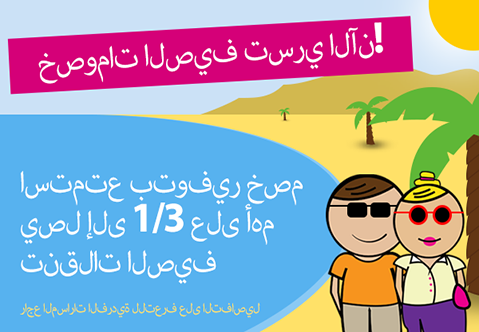 خصومات الصيف تسري الآن!
استمتع بتوفير خصم
يصل إلى 1/3 على أهم
تنقلات الصيف
راجع المسارات الفردية للتعرف على التفاصيل